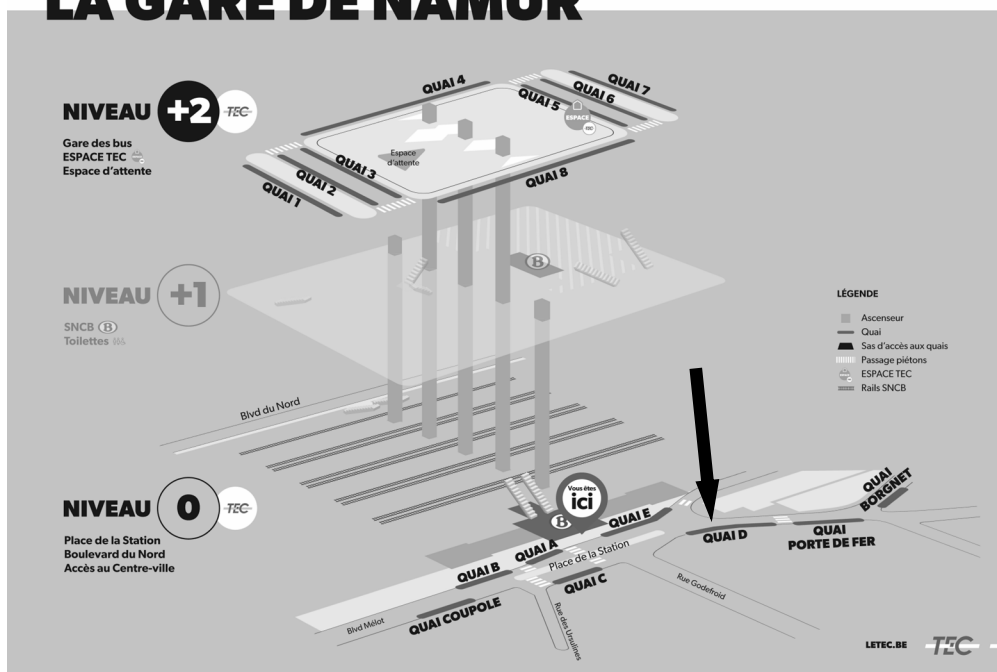 LA GARE DE NAMUR
NIVEAU +2 TEC
Gare des bus
ESPACE TEC
Espace d'attente
QUAI 4
QUAI 7
QUAI 6
QUAI 5
ESPACE
TEC
Espace
d'attente
QUAI 3
QUAI 2
QUAI 1
QUAI 8
NIVEAU +1
SNCB B
Toilettes
B
LÉGENDE
Ascenseur
Quai
Sas d'accès aux quais
Passage piétons
ESPACE TEC
Rails SNCB
Blvd du Nord
NIVEAU 0 TEC
Place de la Station
Boulevard du Nord
Accès au Centre-ville
Vous êtes
ici
B
QUAI E
QUAI A
QUAI B
Place de la Station
QUAI C
QUAI COUPOLE
Blvd Mélot
Rue des Ursulines
Rue Godefroid
QUAI D
QUAI
PORTE DE FER
QUAI
BORGNET
LETEC.BE TEC